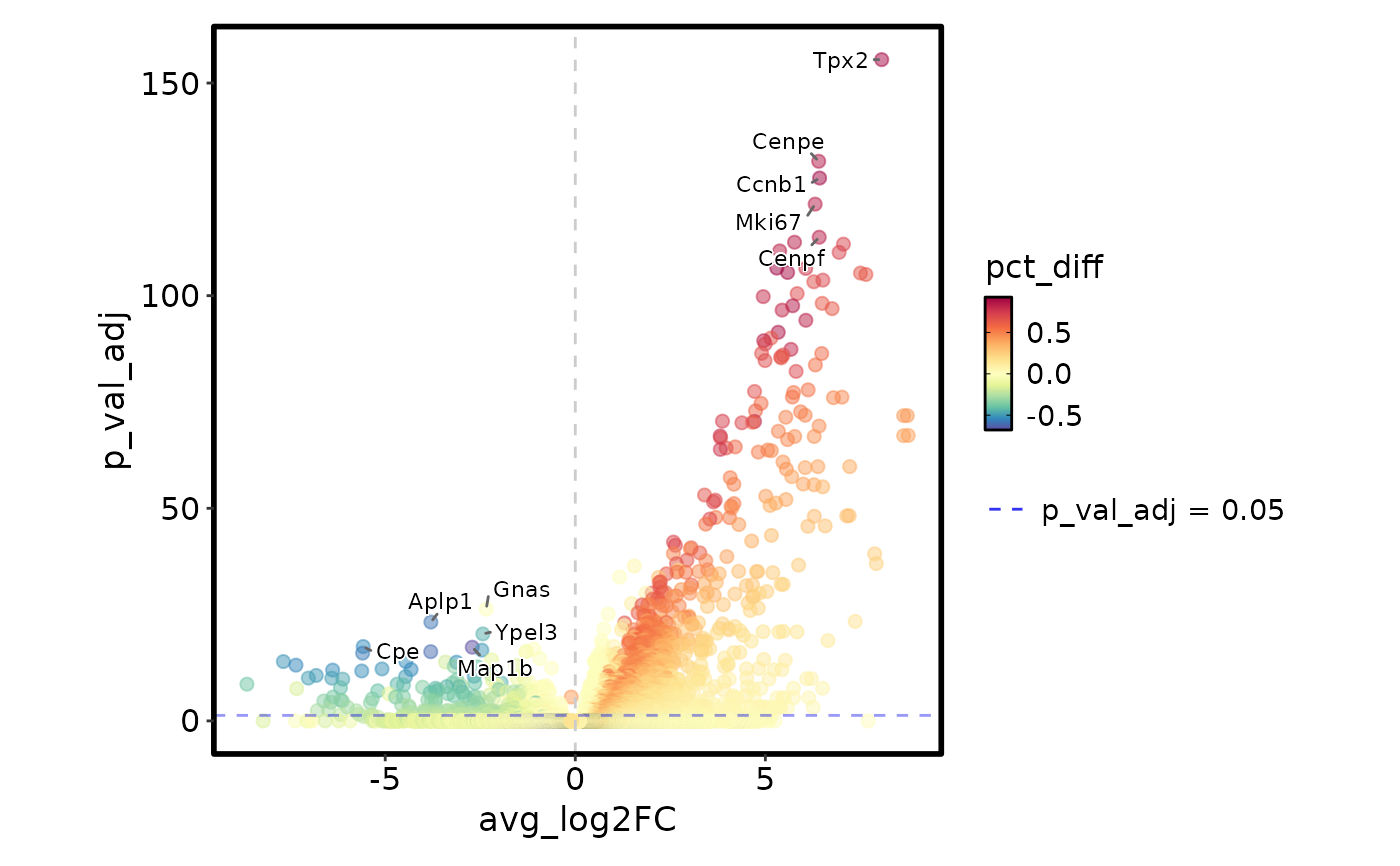 Tpx2
Cenpe
Ccnb1
Mki67
Cenpf
Gnas
Aplp1
Ypel3
Cpe
Map1b
150
100
50
0
p_val_adj
-5
0
5
avg_log2FC
pct_diff
0.5
0.0
-0.5
p_val_adj = 0.05